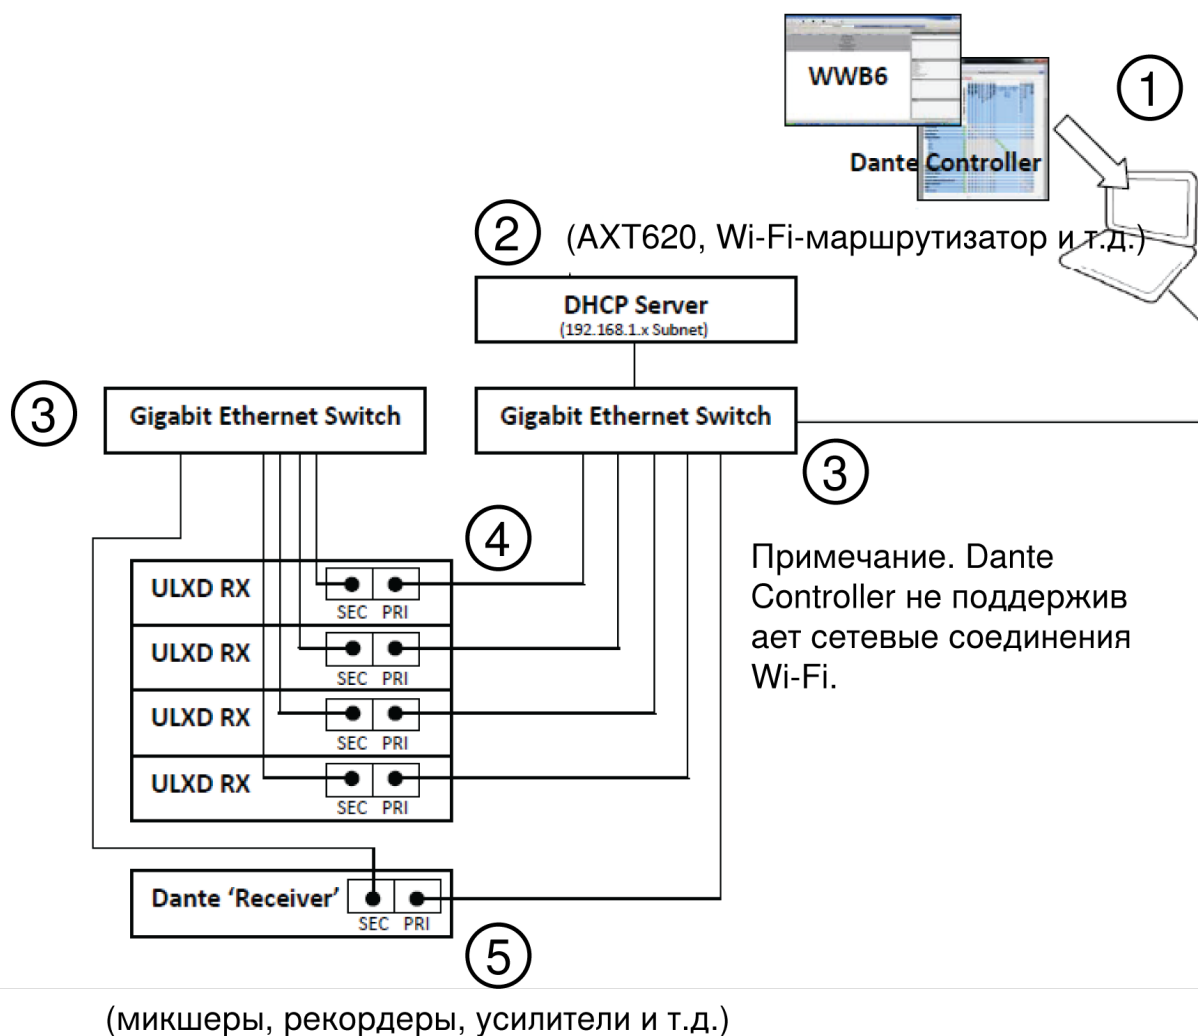 WWB6
Dante Controller
1
2
(AXT620, Wi-Fi-маршрутизатор и т.д.)
DHCP Server
(192.168.1.x Subnet)
3
Gigabit Ethernet Switch
Gigabit Ethernet Switch
3
4
Примечание. Dante
Controller не поддержив
ает сетевые соединения
Wi-Fi.
ULXD RX
SEC PRI
ULXD RX
SEC PRI
ULXD RX
SEC PRI
ULXD RX
SEC PRI
Dante ‘Receiver’
SEC PRI
5
(микшеры, рекордеры, усилители и т.д.)